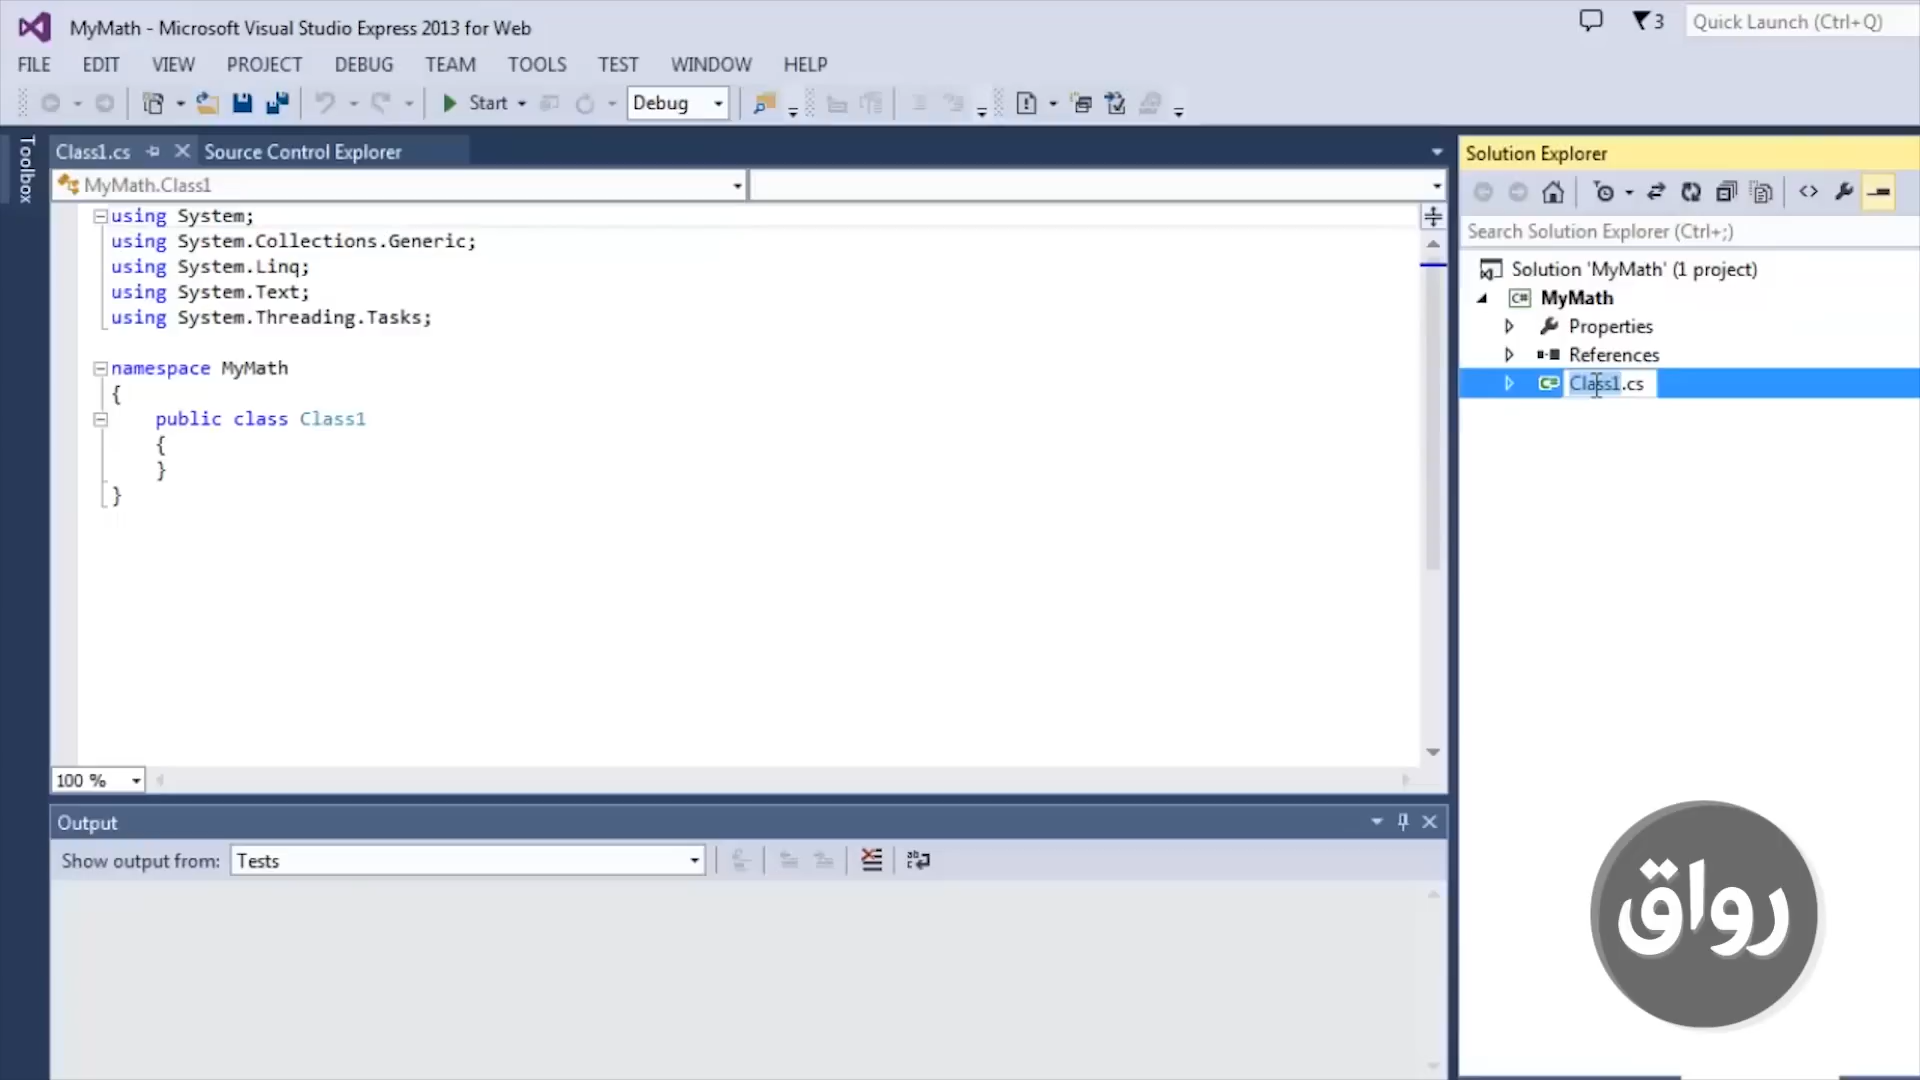 MyMath - Microsoft Visual Studio Express 2013 for Web
3
Quick Launch (Ctrl+Q)
FILE EDIT VIEW PROJECT DEBUG TEAM TOOLS TEST WINDOW HELP
Start Debug
Toolbox
Class1.cs Source Control Explorer
MyMath.Class1
using System;
using System.Collections.Generic;
using System.Linq;
using System.Text;
using System.Threading.Tasks;
namespace MyMath
{
public class Class1
{
}
}
100 %
Output
Show output from: Tests
Solution Explorer
Search Solution Explorer (Ctrl+;)
Solution 'MyMath' (1 project)
MyMath
Properties
References
Class1.cs
رواق